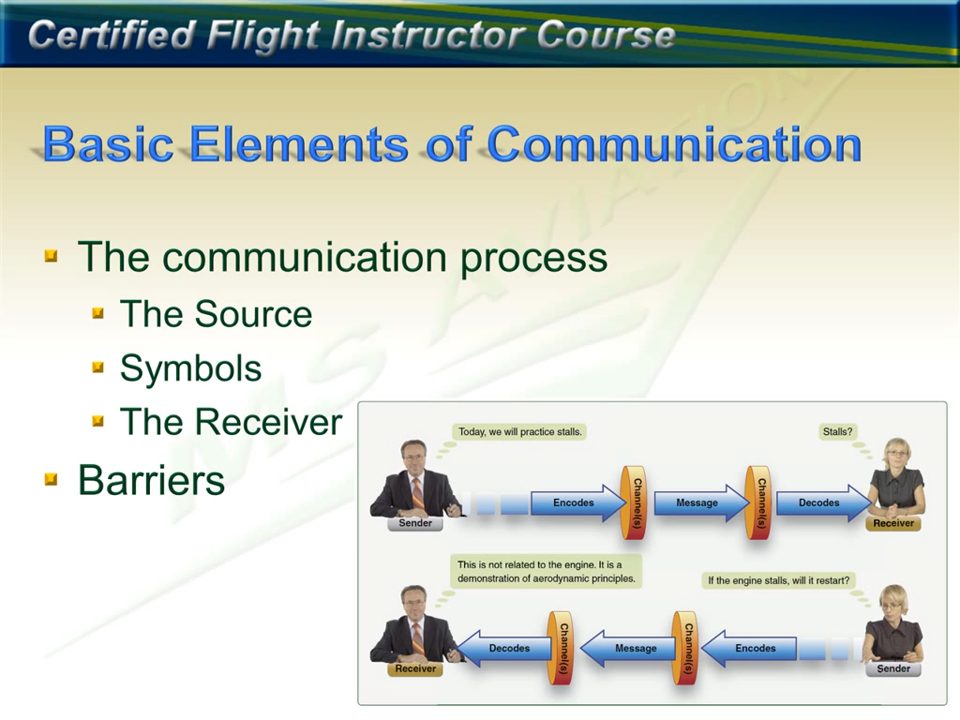 Certified Flight Instructor Course
Basic Elements of Communication
The communication process
The Source
Symbols
The Receiver
Barriers
MS AVIATION
Today, we will practice stalls.
Stalls?
Encodes
Channel(s)
Message
Channel(s)
Decodes
Sender
Receiver
This is not related to the engine. It is a
demonstration of aerodynamic principles.
If the engine stalls, will it restart?
Decodes
Channel(s)
Message
Channel(s)
Encodes
Receiver
Sender